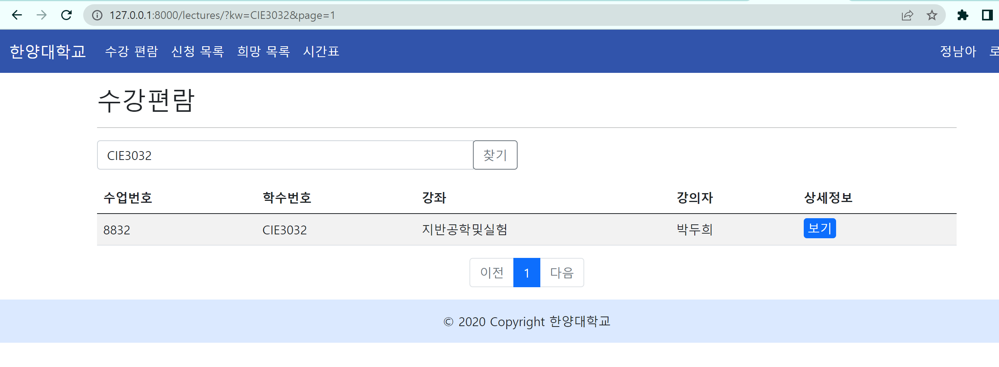 127.0.0.1:8000/lectures/?kw=CIE3032&page=1
한양대학교 수강 편람 신청 목록 희망 목록 시간표 정남아 로
수강편람
CIE3032 찾기
수업번호 학수번호 강좌 강의자 상세정보
8832 CIE3032 지반공학및실험 박두희 보기
이전 1 다음
© 2020 Copyright 한양대학교